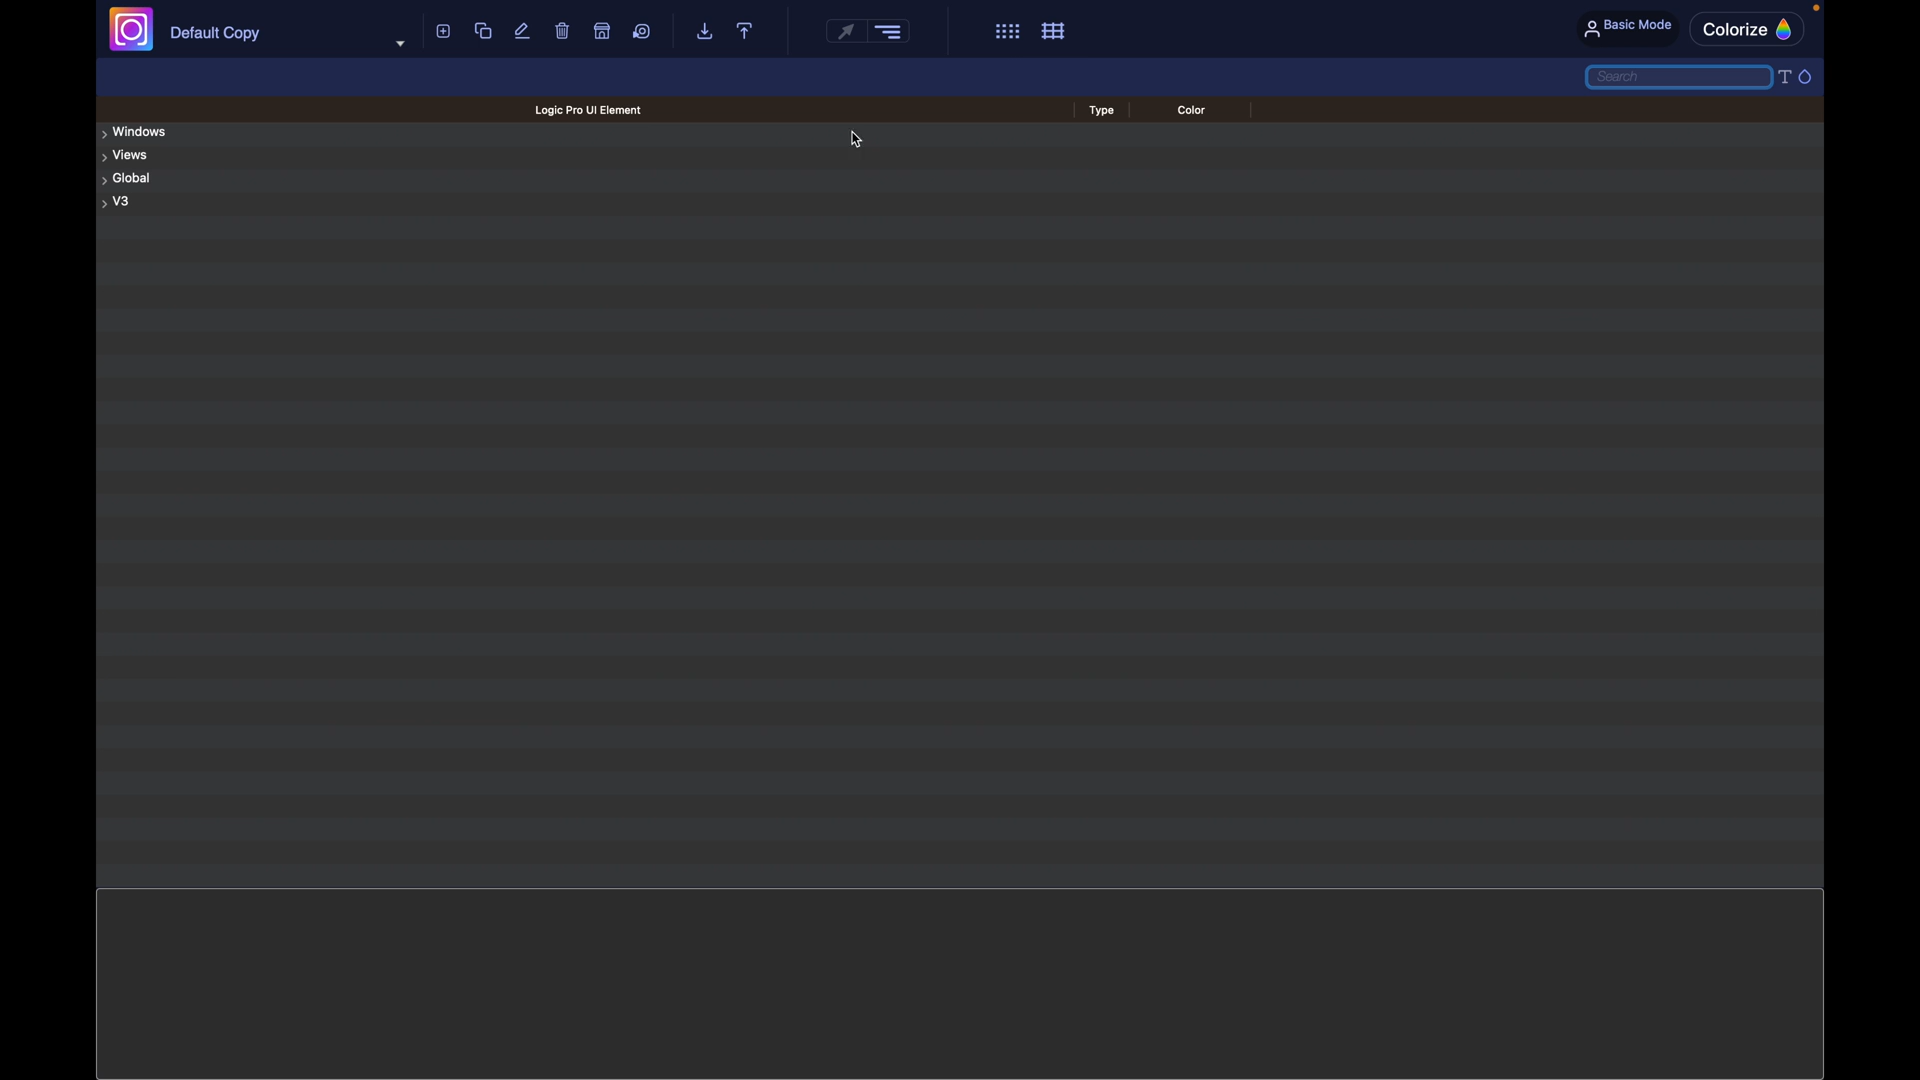 Default Copy
Basic Mode
Colorize
Search
Logic Pro UI Element
Type
Color
Windows
Views
Global
V3